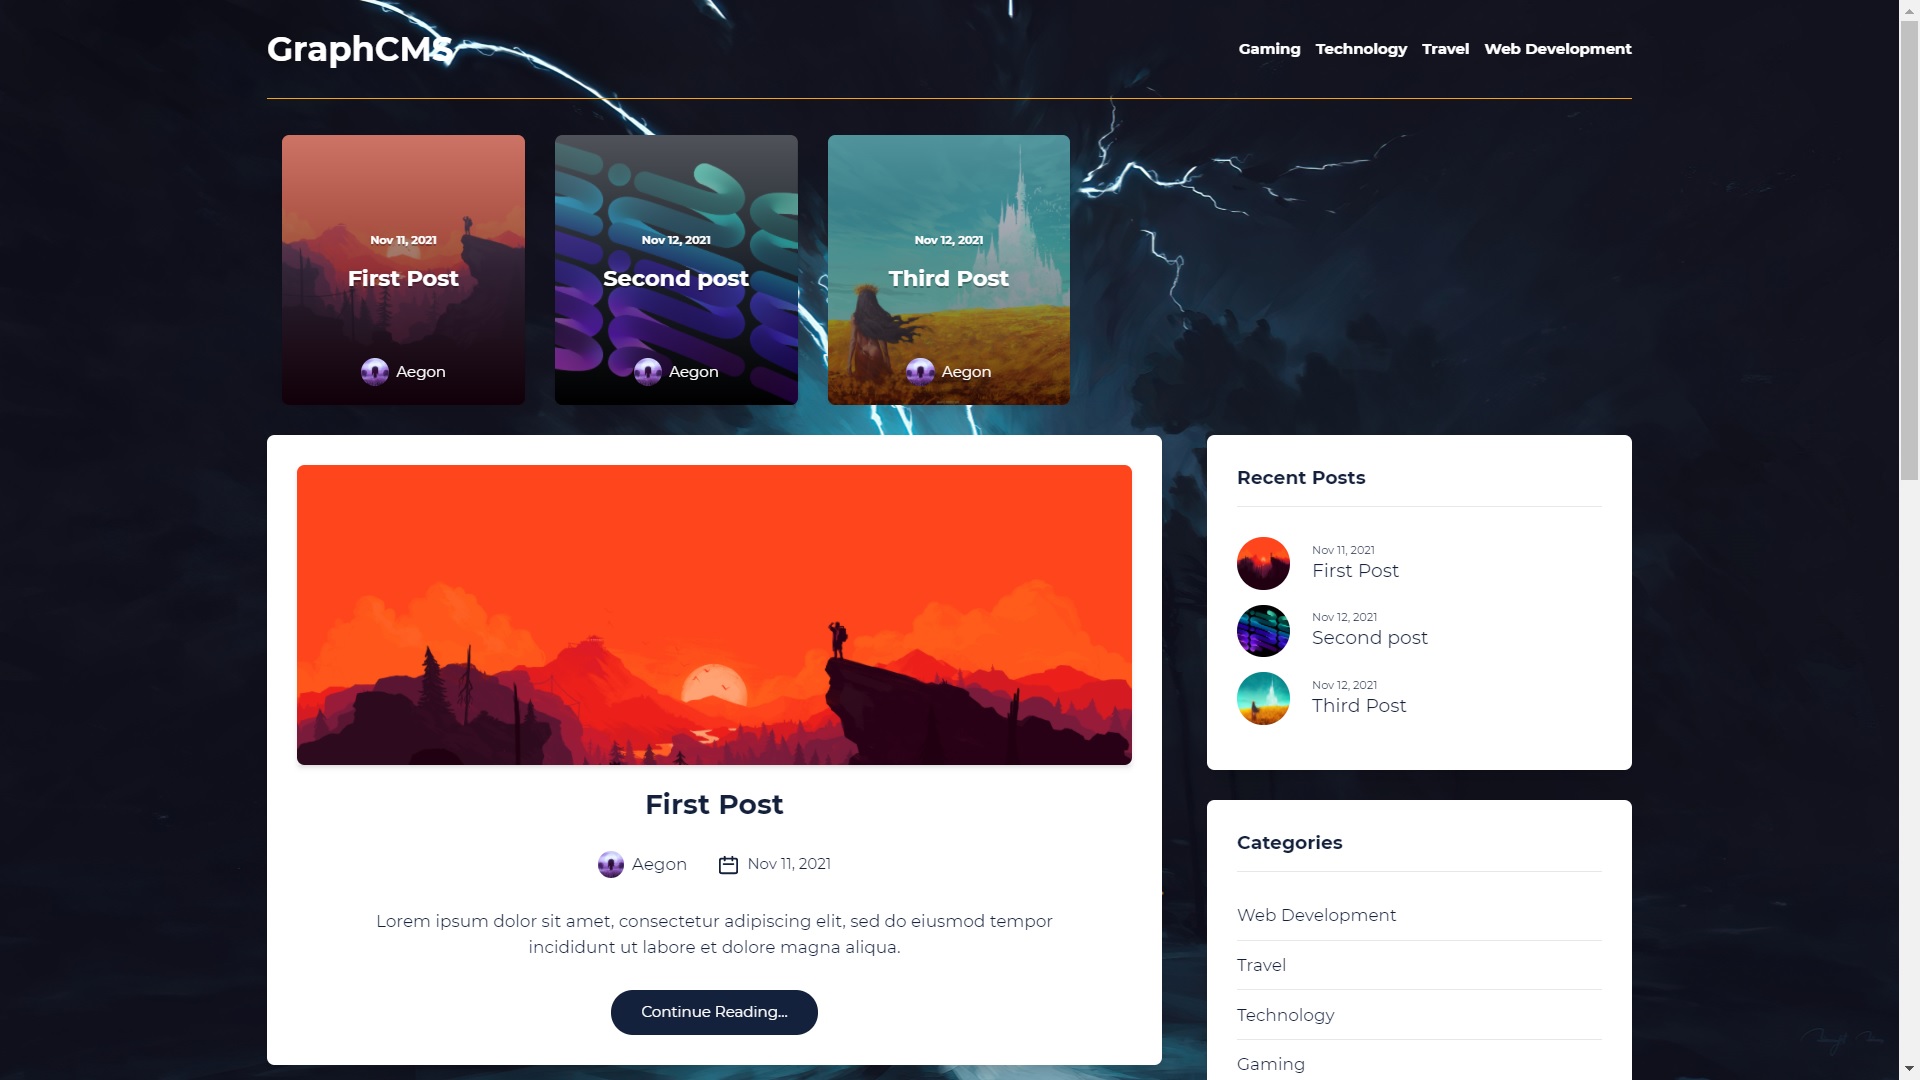 GraphCMS
Gaming Technology Travel Web Development
Nov 11, 2021
First Post
Aegon
Nov 12, 2021
Second post
Aegon
Nov 12, 2021
Third Post
Aegon
First Post
Aegon Nov 11, 2021
Lorem ipsum dolor sit amet, consectetur adipiscing elit, sed do eiusmod tempor
incididunt ut labore et dolore magna aliqua.
Continue Reading...
Recent Posts
Nov 11, 2021
First Post
Nov 12, 2021
Second post
Nov 12, 2021
Third Post
Categories
Web Development
Travel
Technology
Gaming